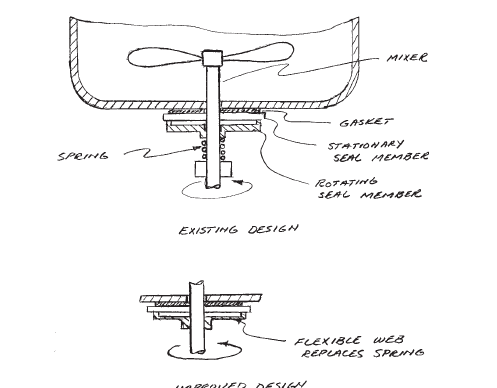 MIXER
GASKET
STATIONARY
SEAL MEMBER
SPRING
ROTATING
SEAL MEMBER
EXISTING DESIGN
FLEXIBLE WEB
REPLACES SPRING
IMPROVED DESIGN